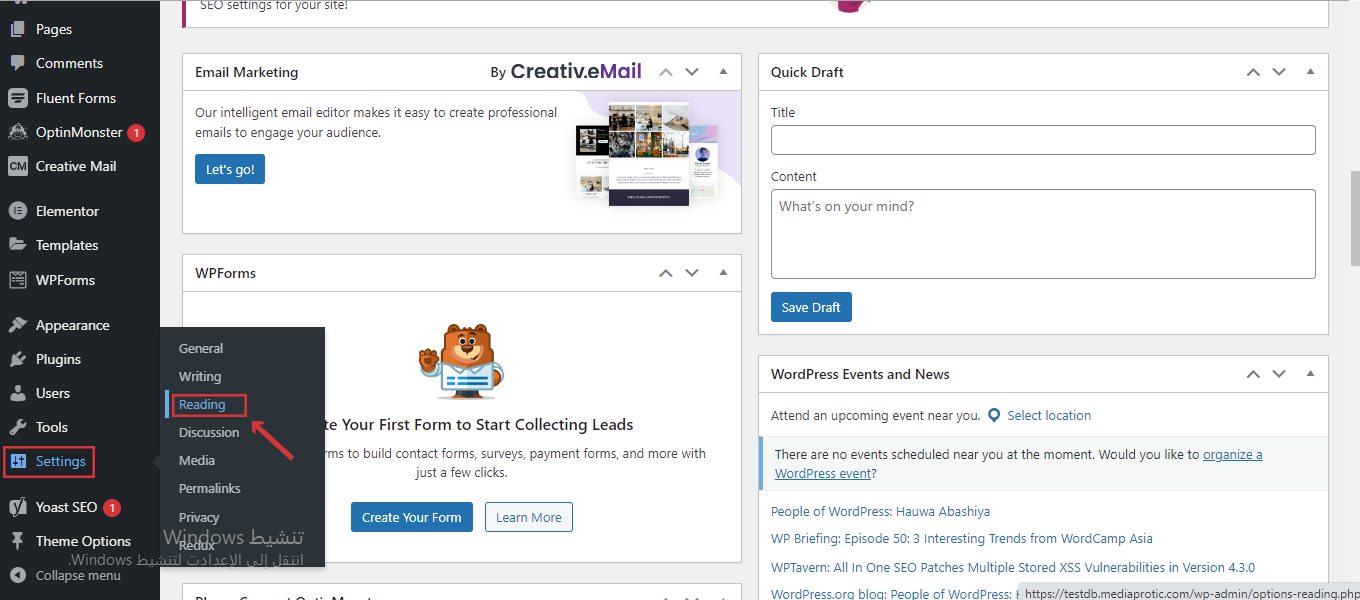 SEO settings for your site!
Pages
Comments
Fluent Forms
OptinMonster 1
CM Creative Mail
Elementor
Templates
WPForms
Appearance
Plugins
Users
Tools
Settings
Yoast SEO 1
Theme Options
Collapse menu
General
Writing
Reading
Discussion
Media
Permalinks
Privacy
Redux
تنشيط Windows
انتقل إلى الإعدادت لتنشيط Windows.
Email Marketing
By Creativ.eMail
Our intelligent email editor makes it easy to create professional
emails to engage your audience.
Let's go!
WPForms
te Your First Form to Start Collecting Leads
rms to build contact forms, surveys, payment forms, and more with
just a few clicks.
Create Your Form
Learn More
Quick Draft
Title
Content
What's on your mind?
Save Draft
WordPress Events and News
Attend an upcoming event near you. Select location
There are no events scheduled near you at the moment. Would you like to organize a
WordPress event?
People of WordPress: Hauwa Abashiya
WP Briefing: Episode 50: 3 Interesting Trends from WordCamp Asia
WPTavern: All In One SEO Patches Multiple Stored XSS Vulnerabilities in Version 4.3.0
WordPress.org blog: People of WordPress:
https://testdb.mediaprotic.com/wp-admin/options-reading.php